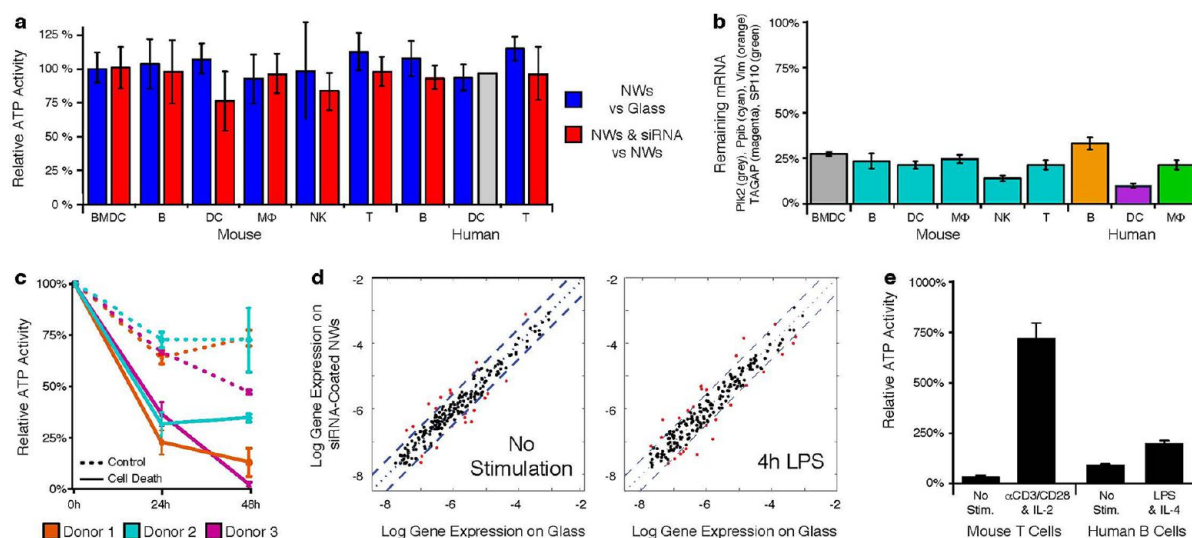 a
Relative ATP Activity
125%
100%
75%
50%
25%
0%
BMDC B DC MΦ NK T B DC T
Mouse Human
NWs
vs Glass
NWs & siRNA
vs NWs
b
Remaining mRNA
Plk2 (grey), Ppib (cyan), Vim (orange)
TAGAP (magenta), SP110 (green)
100%
75%
50%
25%
0%
BMDC B DC MΦ NK T B DC MΦ
Mouse Human
c
Relative ATP Activity
100%
75%
50%
25%
0%
Control
Cell Death
0h 24h 48h
Donor 1 Donor 2 Donor 3
d
Log Gene Expression on
siRNA-Coated NWs
-2
-4
-6
-8
No
Stimulation
-8 -6 -4 -2
Log Gene Expression on Glass
-2
-4
-6
-8
4h LPS
-8 -6 -4 -2
Log Gene Expression on Glass
e
Relative ATP Activity
1000%
750%
500%
250%
0%
No αCD3/CD28 No LPS
Stim. & IL-2 Stim. & IL-4
Mouse T Cells Human B Cells